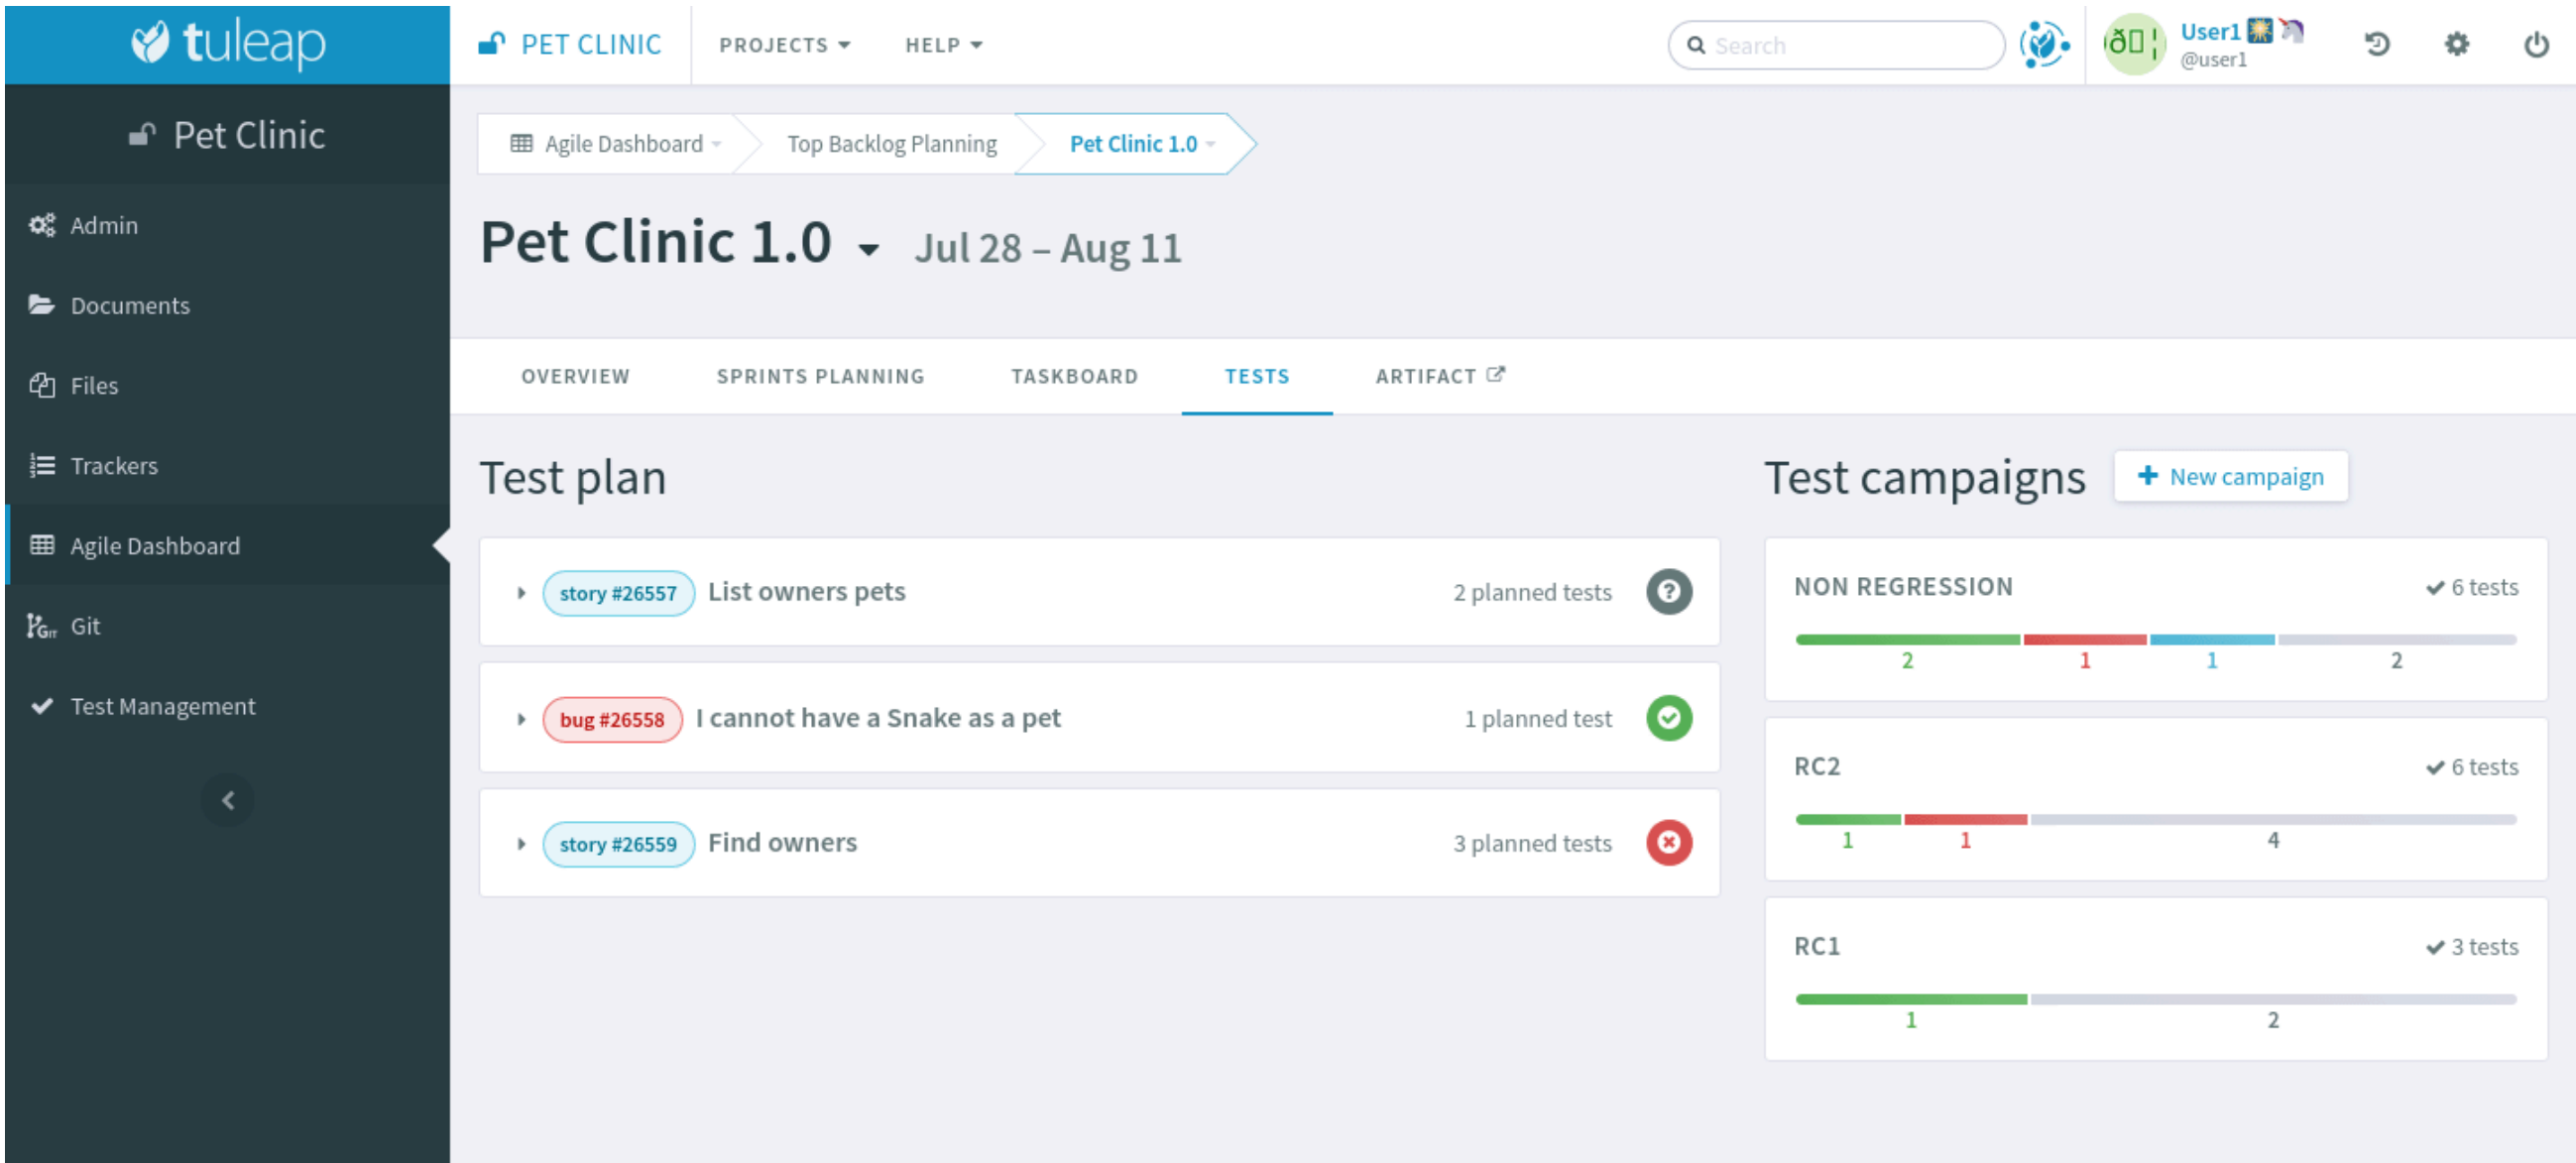 tuleap
PET CLINIC
PROJECTS
HELP
Search
ð▯¦
User1 🎇 🦄
@user1
Pet Clinic
Admin
Documents
Files
Trackers
Agile Dashboard
Git
Test Management
Agile Dashboard
Top Backlog Planning
Pet Clinic 1.0
Pet Clinic 1.0
Jul 28 – Aug 11
OVERVIEW
SPRINTS PLANNING
TASKBOARD
TESTS
ARTIFACT
Test plan
story #26557 List owners pets 2 planned tests
bug #26558 I cannot have a Snake as a pet 1 planned test
story #26559 Find owners 3 planned tests
Test campaigns
New campaign
NON REGRESSION 6 tests
2 1 1 2
RC2 6 tests
1 1 4
RC1 3 tests
1 2